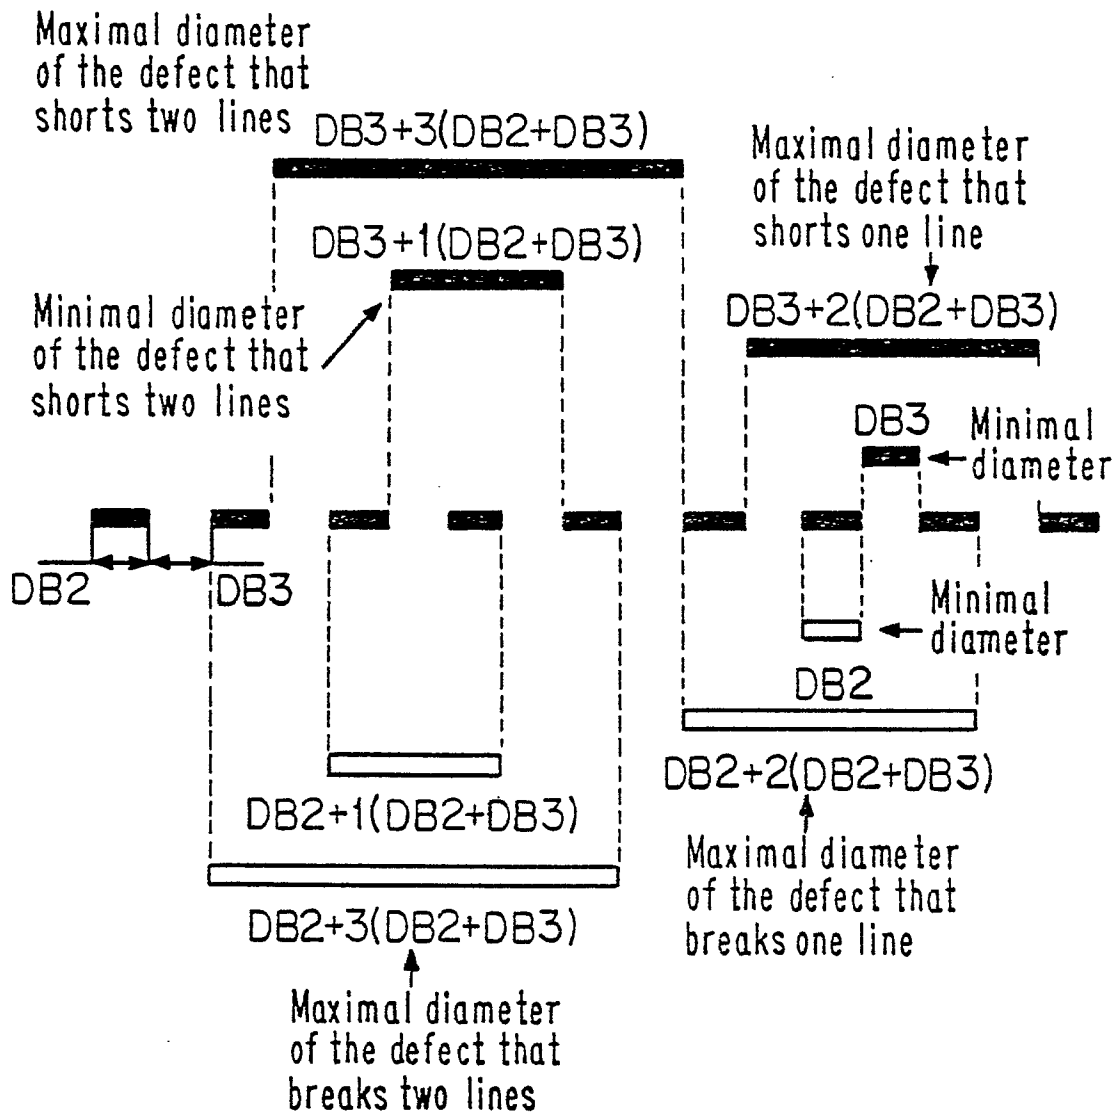 Maximal diameter
of the defect that
shorts two lines
DB3+3(DB2+DB3)
Maximal diameter
of the defect that
shorts one line
DB3+1(DB2+DB3)
Minimal diameter
of the defect that
shorts two lines
DB3+2(DB2+DB3)
DB3
Minimal
diameter
DB2
DB3
Minimal
diameter
DB2
DB2+1(DB2+DB3)
DB2+2(DB2+DB3)
Maximal diameter
of the defect that
breaks one line
DB2+3(DB2+DB3)
Maximal diameter
of the defect that
breaks two lines